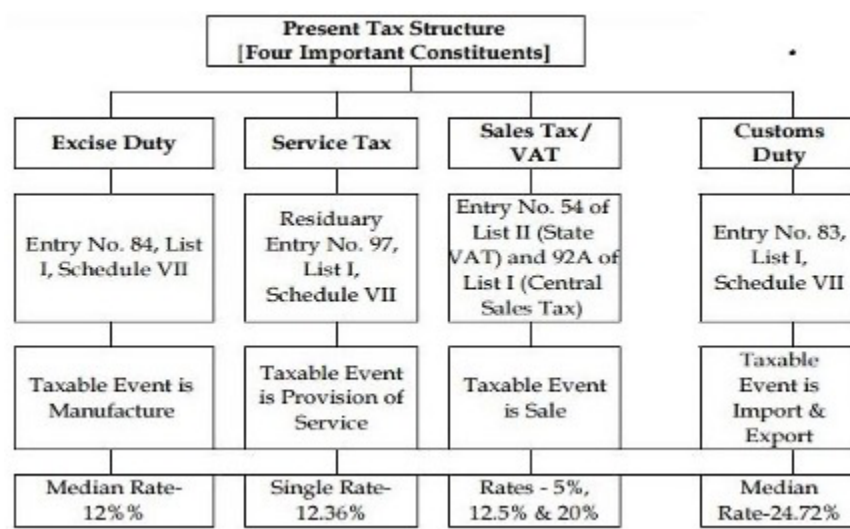 Present Tax Structure
[Four Important Constituents]
Excise Duty
Service Tax
Sales Tax/
VAT
Customs
Duty
Entry No. 84, List
I, Schedule VII
Residuary
Entry No. 97,
List I,
Schedule VII
Entry No. 54 of
List II (State
VAT) and 92A of
List I (Central
Sales Tax)
Entry No. 83,
List I,
Schedule VII
Taxable Event is
Manufacture
Taxable Event
is Provision of
Service
Taxable Event
is Sale
Taxable
Event is
Import &
Export
Median Rate-
12%%
Single Rate-
12.36%
Rates - 5%,
12.5% & 20%
Median
Rate-24.72%